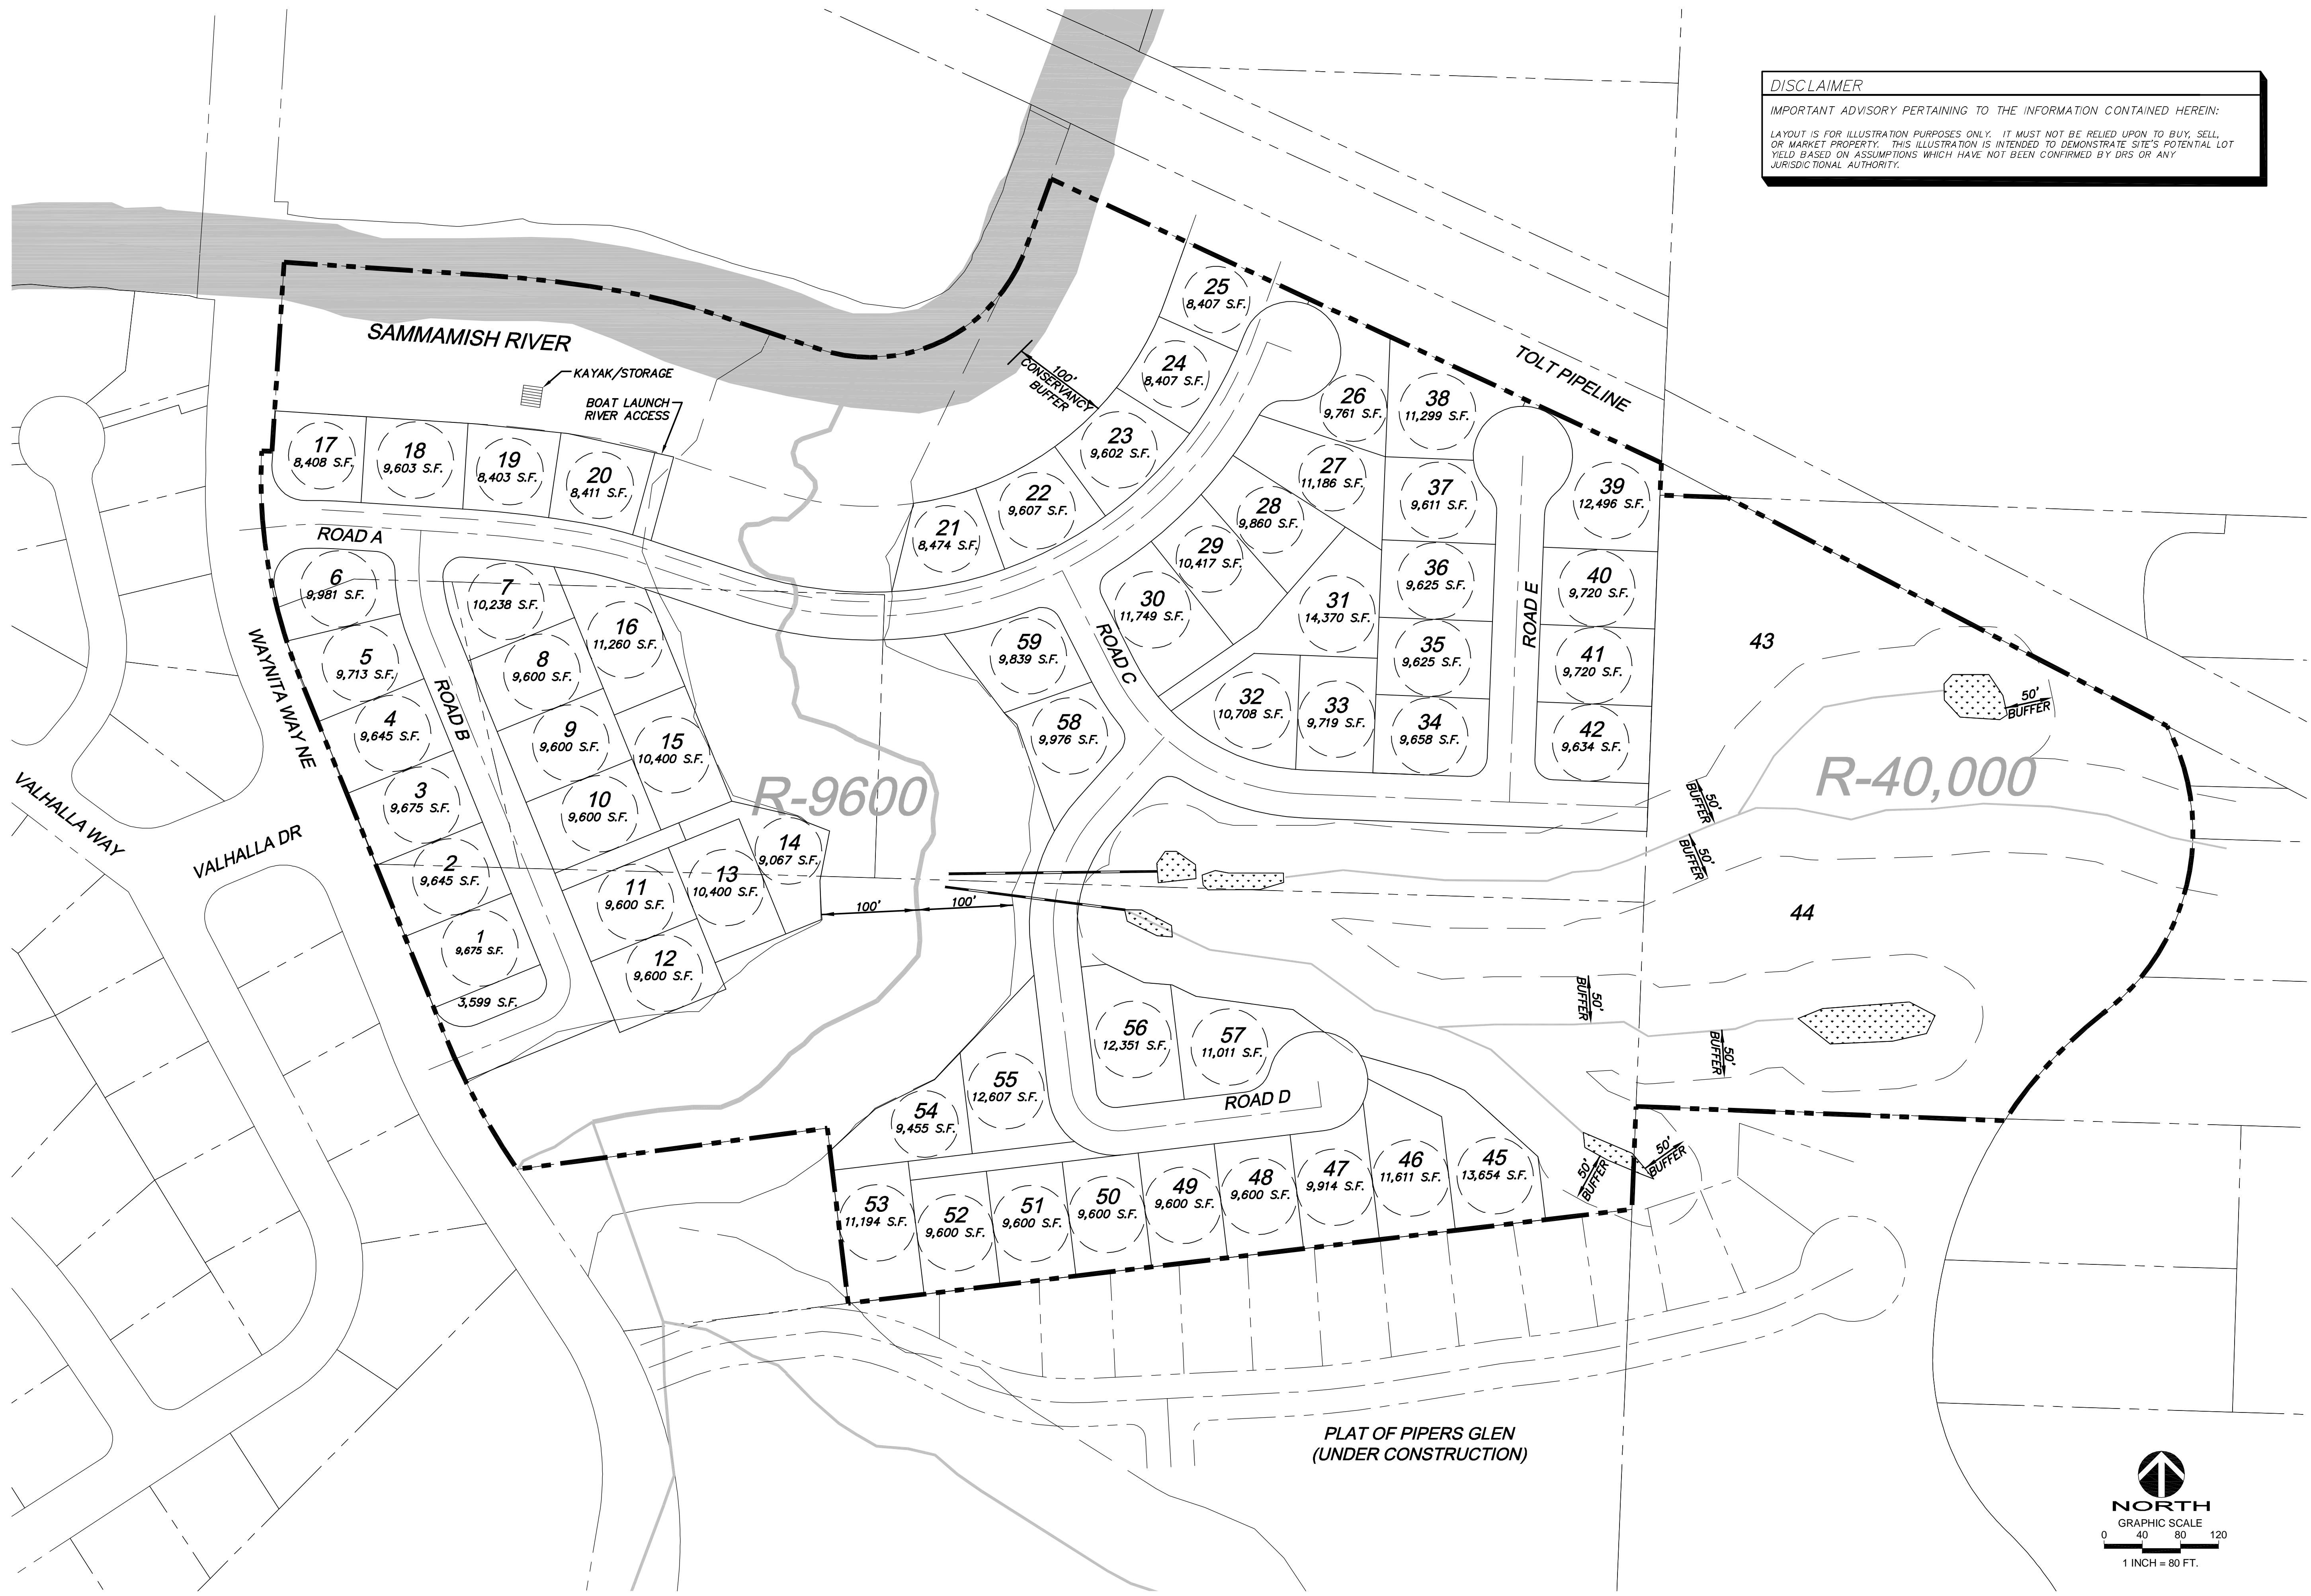 DISCLAIMER
IMPORTANT ADVISORY PERTAINING TO THE INFORMATION CONTAINED HEREIN:
LAYOUT IS FOR ILLUSTRATION PURPOSES ONLY. IT MUST NOT BE RELIED UPON TO BUY, SELL,
OR MARKET PROPERTY. THIS ILLUSTRATION IS INTENDED TO DEMONSTRATE SITE'S POTENTIAL LOT
YIELD BASED ON ASSUMPTIONS WHICH HAVE NOT BEEN CONFIRMED BY DRS OR ANY
JURISDICTIONAL AUTHORITY.
SAMMAMISH RIVER
KAYAK/STORAGE
BOAT LAUNCH
RIVER ACCESS
100'
CONSERVANCY
BUFFER
TOLT PIPELINE
25
8,407 S.F.
24
8,407 S.F.
23
9,602 S.F.
22
9,607 S.F.
21
8,474 S.F.
26
9,761 S.F.
38
11,299 S.F.
27
11,186 S.F.
37
9,611 S.F.
39
12,496 S.F.
28
9,860 S.F.
29
10,417 S.F.
30
11,749 S.F.
31
14,370 S.F.
36
9,625 S.F.
40
9,720 S.F.
35
9,625 S.F.
41
9,720 S.F.
32
10,708 S.F.
33
9,719 S.F.
34
9,658 S.F.
42
9,634 S.F.
ROAD E
ROAD C
17
8,408 S.F.
18
9,603 S.F.
19
8,403 S.F.
20
8,411 S.F.
ROAD A
6
9,981 S.F.
7
10,238 S.F.
16
11,260 S.F.
5
9,713 S.F.
8
9,600 S.F.
4
9,645 S.F.
9
9,600 S.F.
15
10,400 S.F.
3
9,675 S.F.
10
9,600 S.F.
2
9,645 S.F.
11
9,600 S.F.
13
10,400 S.F.
14
9,067 S.F.
1
9,675 S.F.
12
9,600 S.F.
3,599 S.F.
ROAD B
WAYNITA WAY NE
VALHALLA WAY
VALHALLA DR
R-9600
100'
100'
59
9,839 S.F.
58
9,976 S.F.
43
R-40,000
44
50'
BUFFER
50'
BUFFER
50'
BUFFER
50'
BUFFER
50'
BUFFER
50'
BUFFER
50'
BUFFER
56
12,351 S.F.
57
11,011 S.F.
ROAD D
55
12,607 S.F.
54
9,455 S.F.
53
11,194 S.F.
52
9,600 S.F.
51
9,600 S.F.
50
9,600 S.F.
49
9,600 S.F.
48
9,600 S.F.
47
9,914 S.F.
46
11,611 S.F.
45
13,654 S.F.
PLAT OF PIPERS GLEN
(UNDER CONSTRUCTION)
NORTH
GRAPHIC SCALE
0 40 80 120
1 INCH = 80 FT.